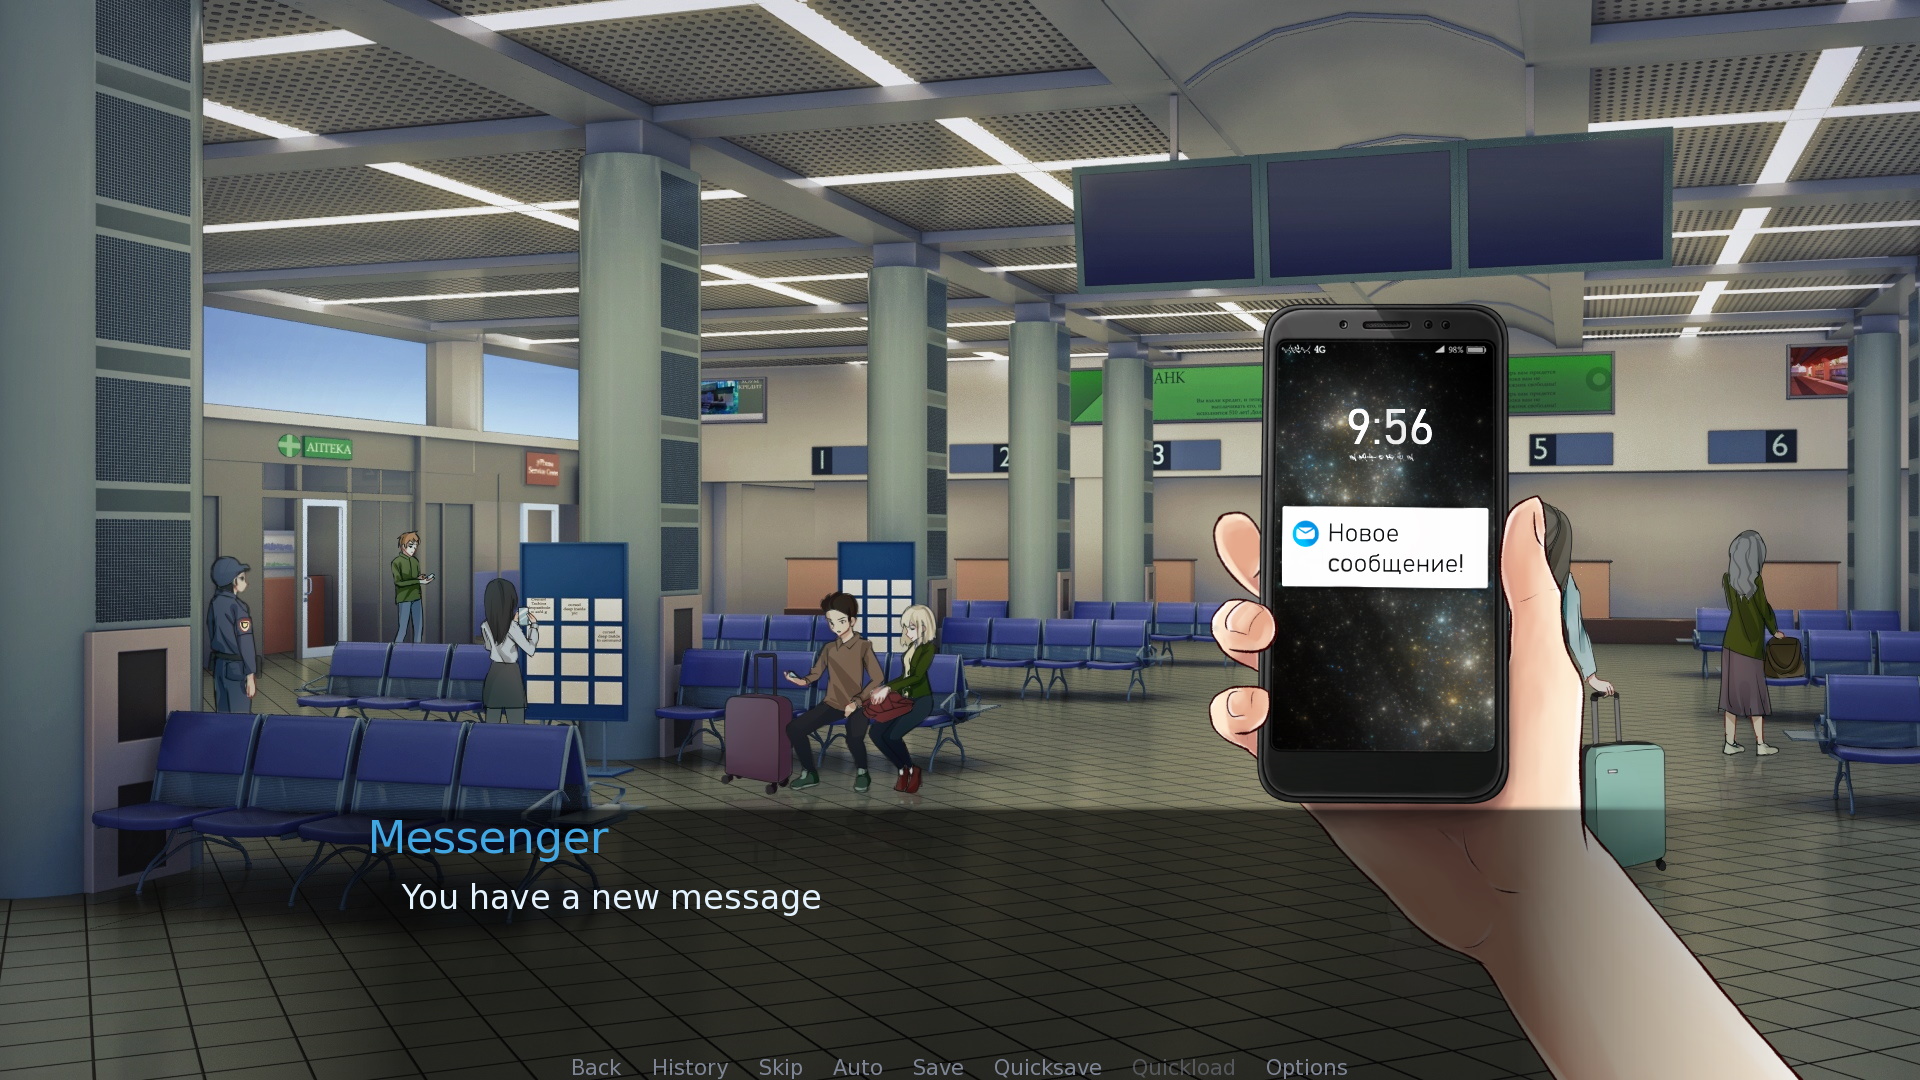 4G
98%
9:56
Новое
сообщение!
АНК
АПТЕКА
1
2
3
5
6
Messenger
You have a new message
Back History Skip Auto Save Quicksave Quickload Options